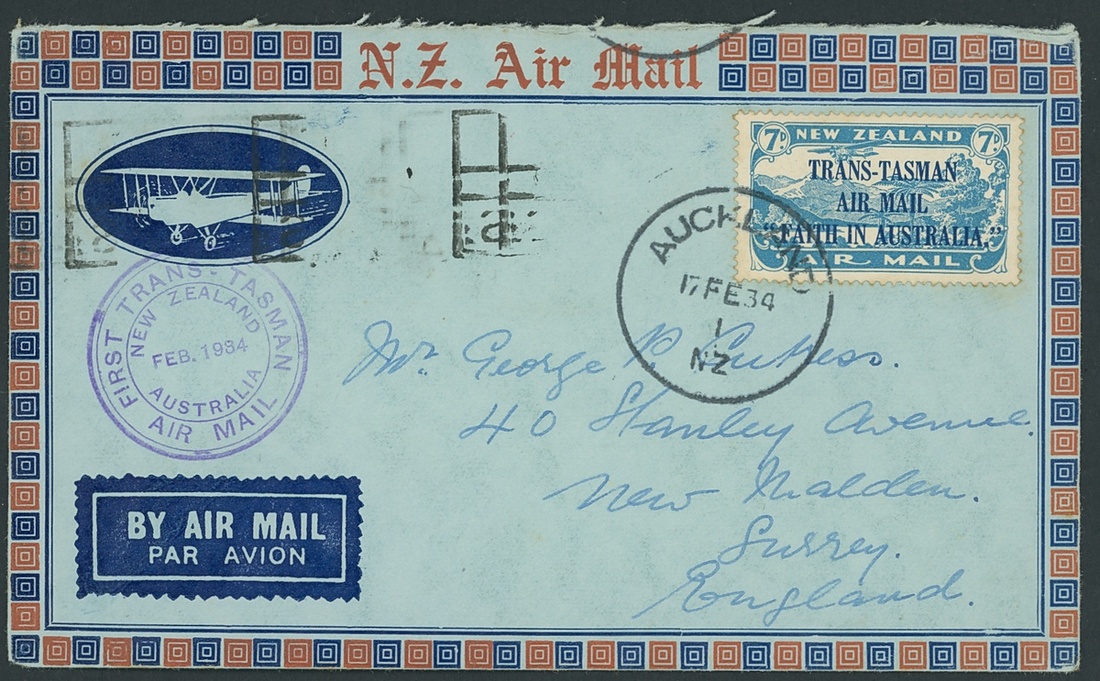 N.Z. Air Mail
7D NEW ZEALAND 7D
TRANS-TASMAN
AIR MAIL
"FAITH IN AUSTRALIA."
AIR MAIL
AUCKLAND
17 FE 34
1
NZ
FIRST TRANS-TASMAN
NEW ZEALAND
FEB. 1934
AUSTRALIA
AIR MAIL
Mr. George P.
40 Stanley Avenue.
New Malden.
Surrey.
England.
BY AIR MAIL
PAR AVION